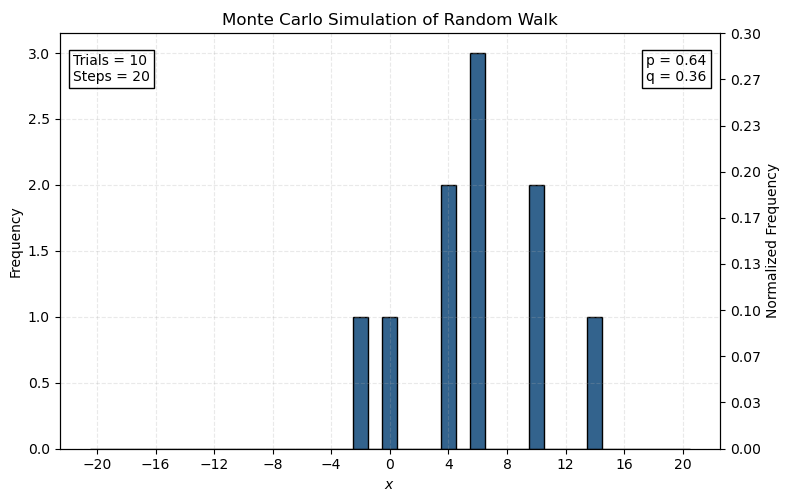 Monte Carlo Simulation of Random Walk
Trials = 10
Steps = 20
p = 0.64
q = 0.36
Frequency
3.0
2.5
2.0
1.5
1.0
0.5
0.0
Normalized Frequency
0.30
0.27
0.23
0.20
0.17
0.13
0.10
0.07
0.03
0.00
−20 −16 −12 −8 −4 0 4 8 12 16 20
x